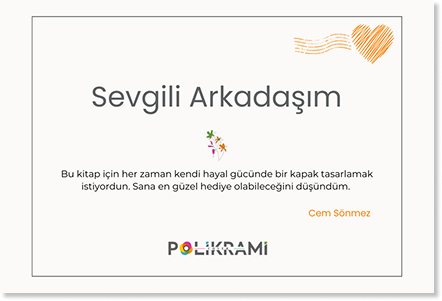 Sevgili Arkadaşım
Bu kitap için her zaman kendi hayal gücünde bir kapak tasarlamak
istiyordun. Sana en güzel hediye olabileceğini düşündüm.
Cem Sönmez
POLİKRAMİ